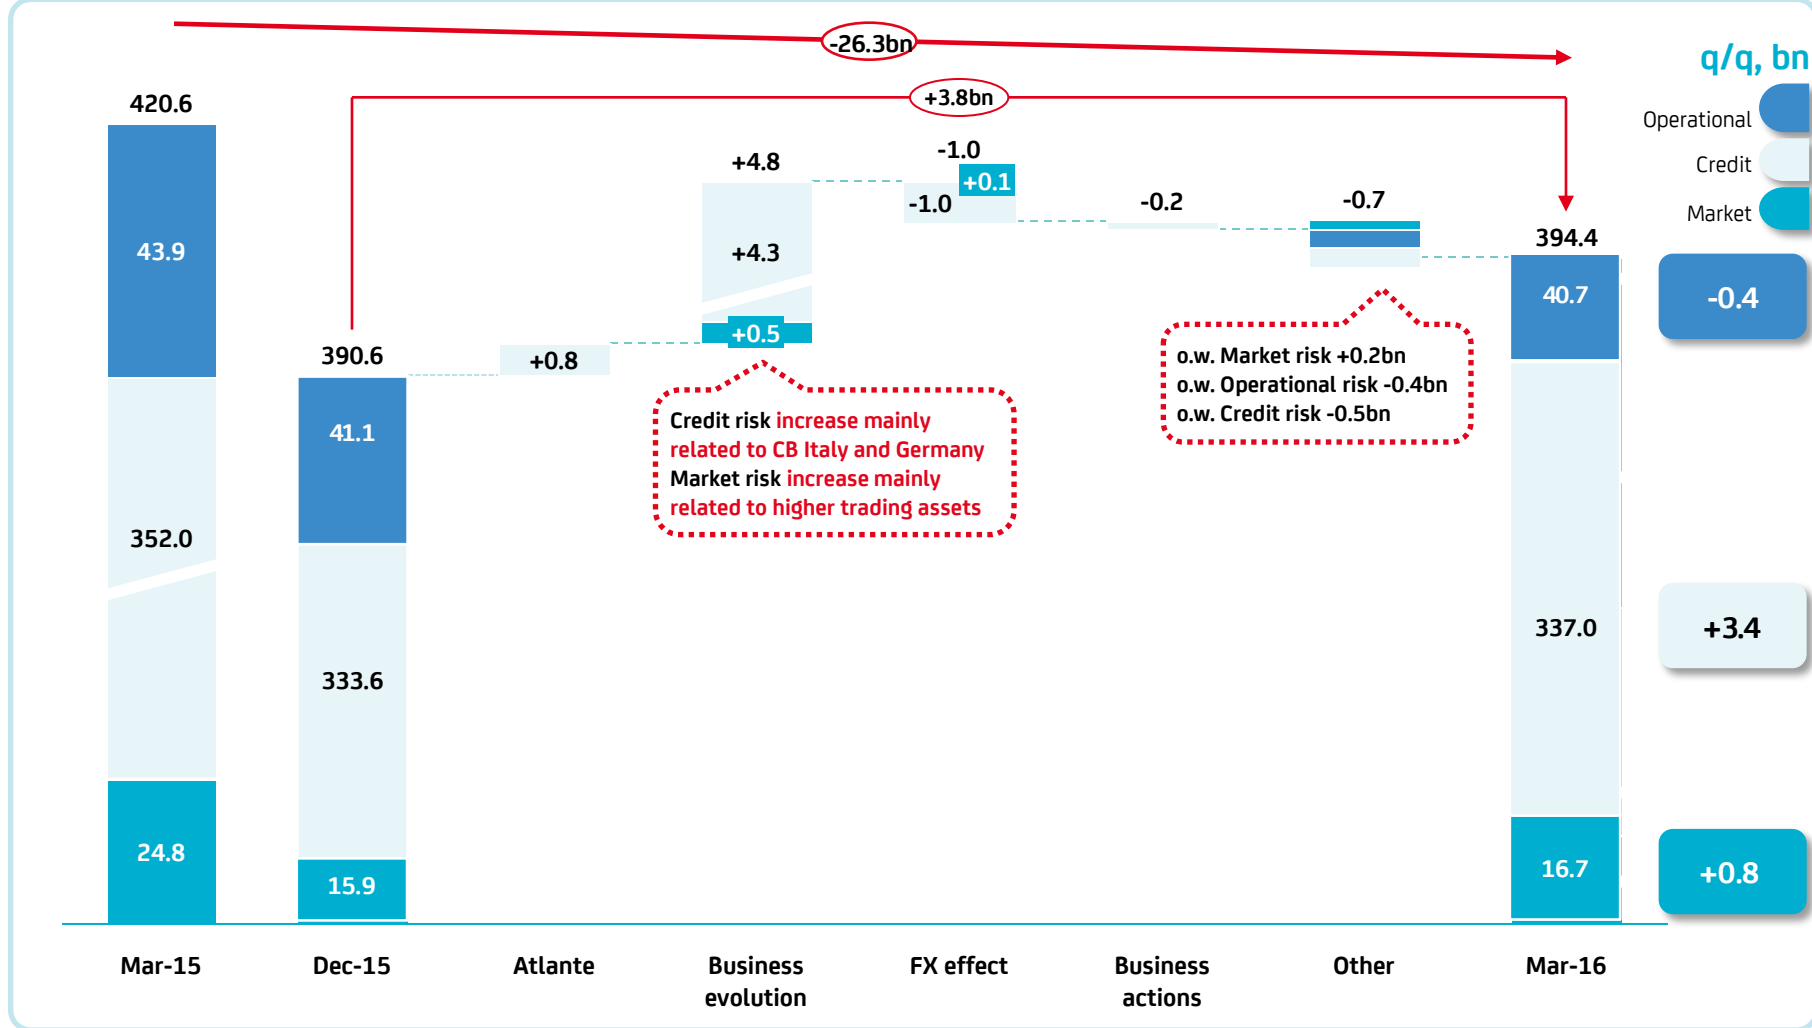 -26.3bn
q/q, bn
+3.8bn
420.6
Operational
+4.8
-1.0
Credit
+0.1
-1.0
-0.2
-0.7
Market
394.4
43.9
+4.3
40.7
-0.4
+0.5
390.6
+0.8
o.w. Market risk +0.2bn
o.w. Operational risk -0.4bn
o.w. Credit risk -0.5bn
41.1
Credit risk increase mainly
related to CB Italy and Germany
Market risk increase mainly
related to higher trading assets
352.0
337.0
+3.4
333.6
24.8
15.9
16.7
+0.8
Mar-15
Dec-15
Atlante
Business
evolution
FX effect
Business
actions
Other
Mar-16